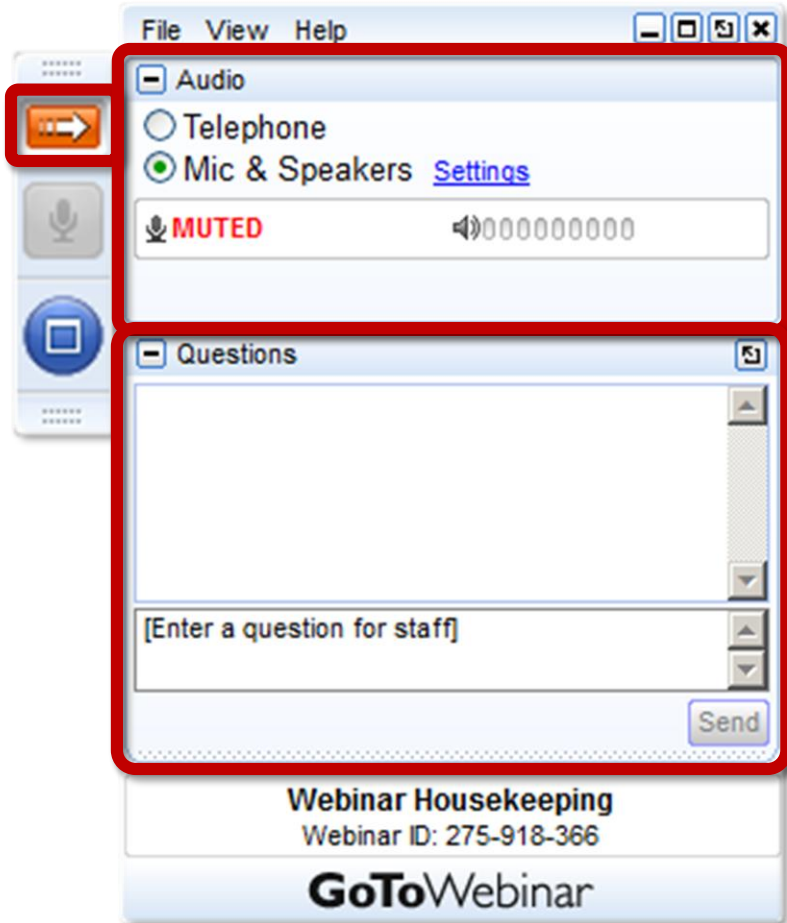 File View Help
Audio
Telephone
Mic & Speakers Settings
MUTED
Questions
[Enter a question for staff]
Send
Webinar Housekeeping
Webinar ID: 275-918-366
GoToWebinar